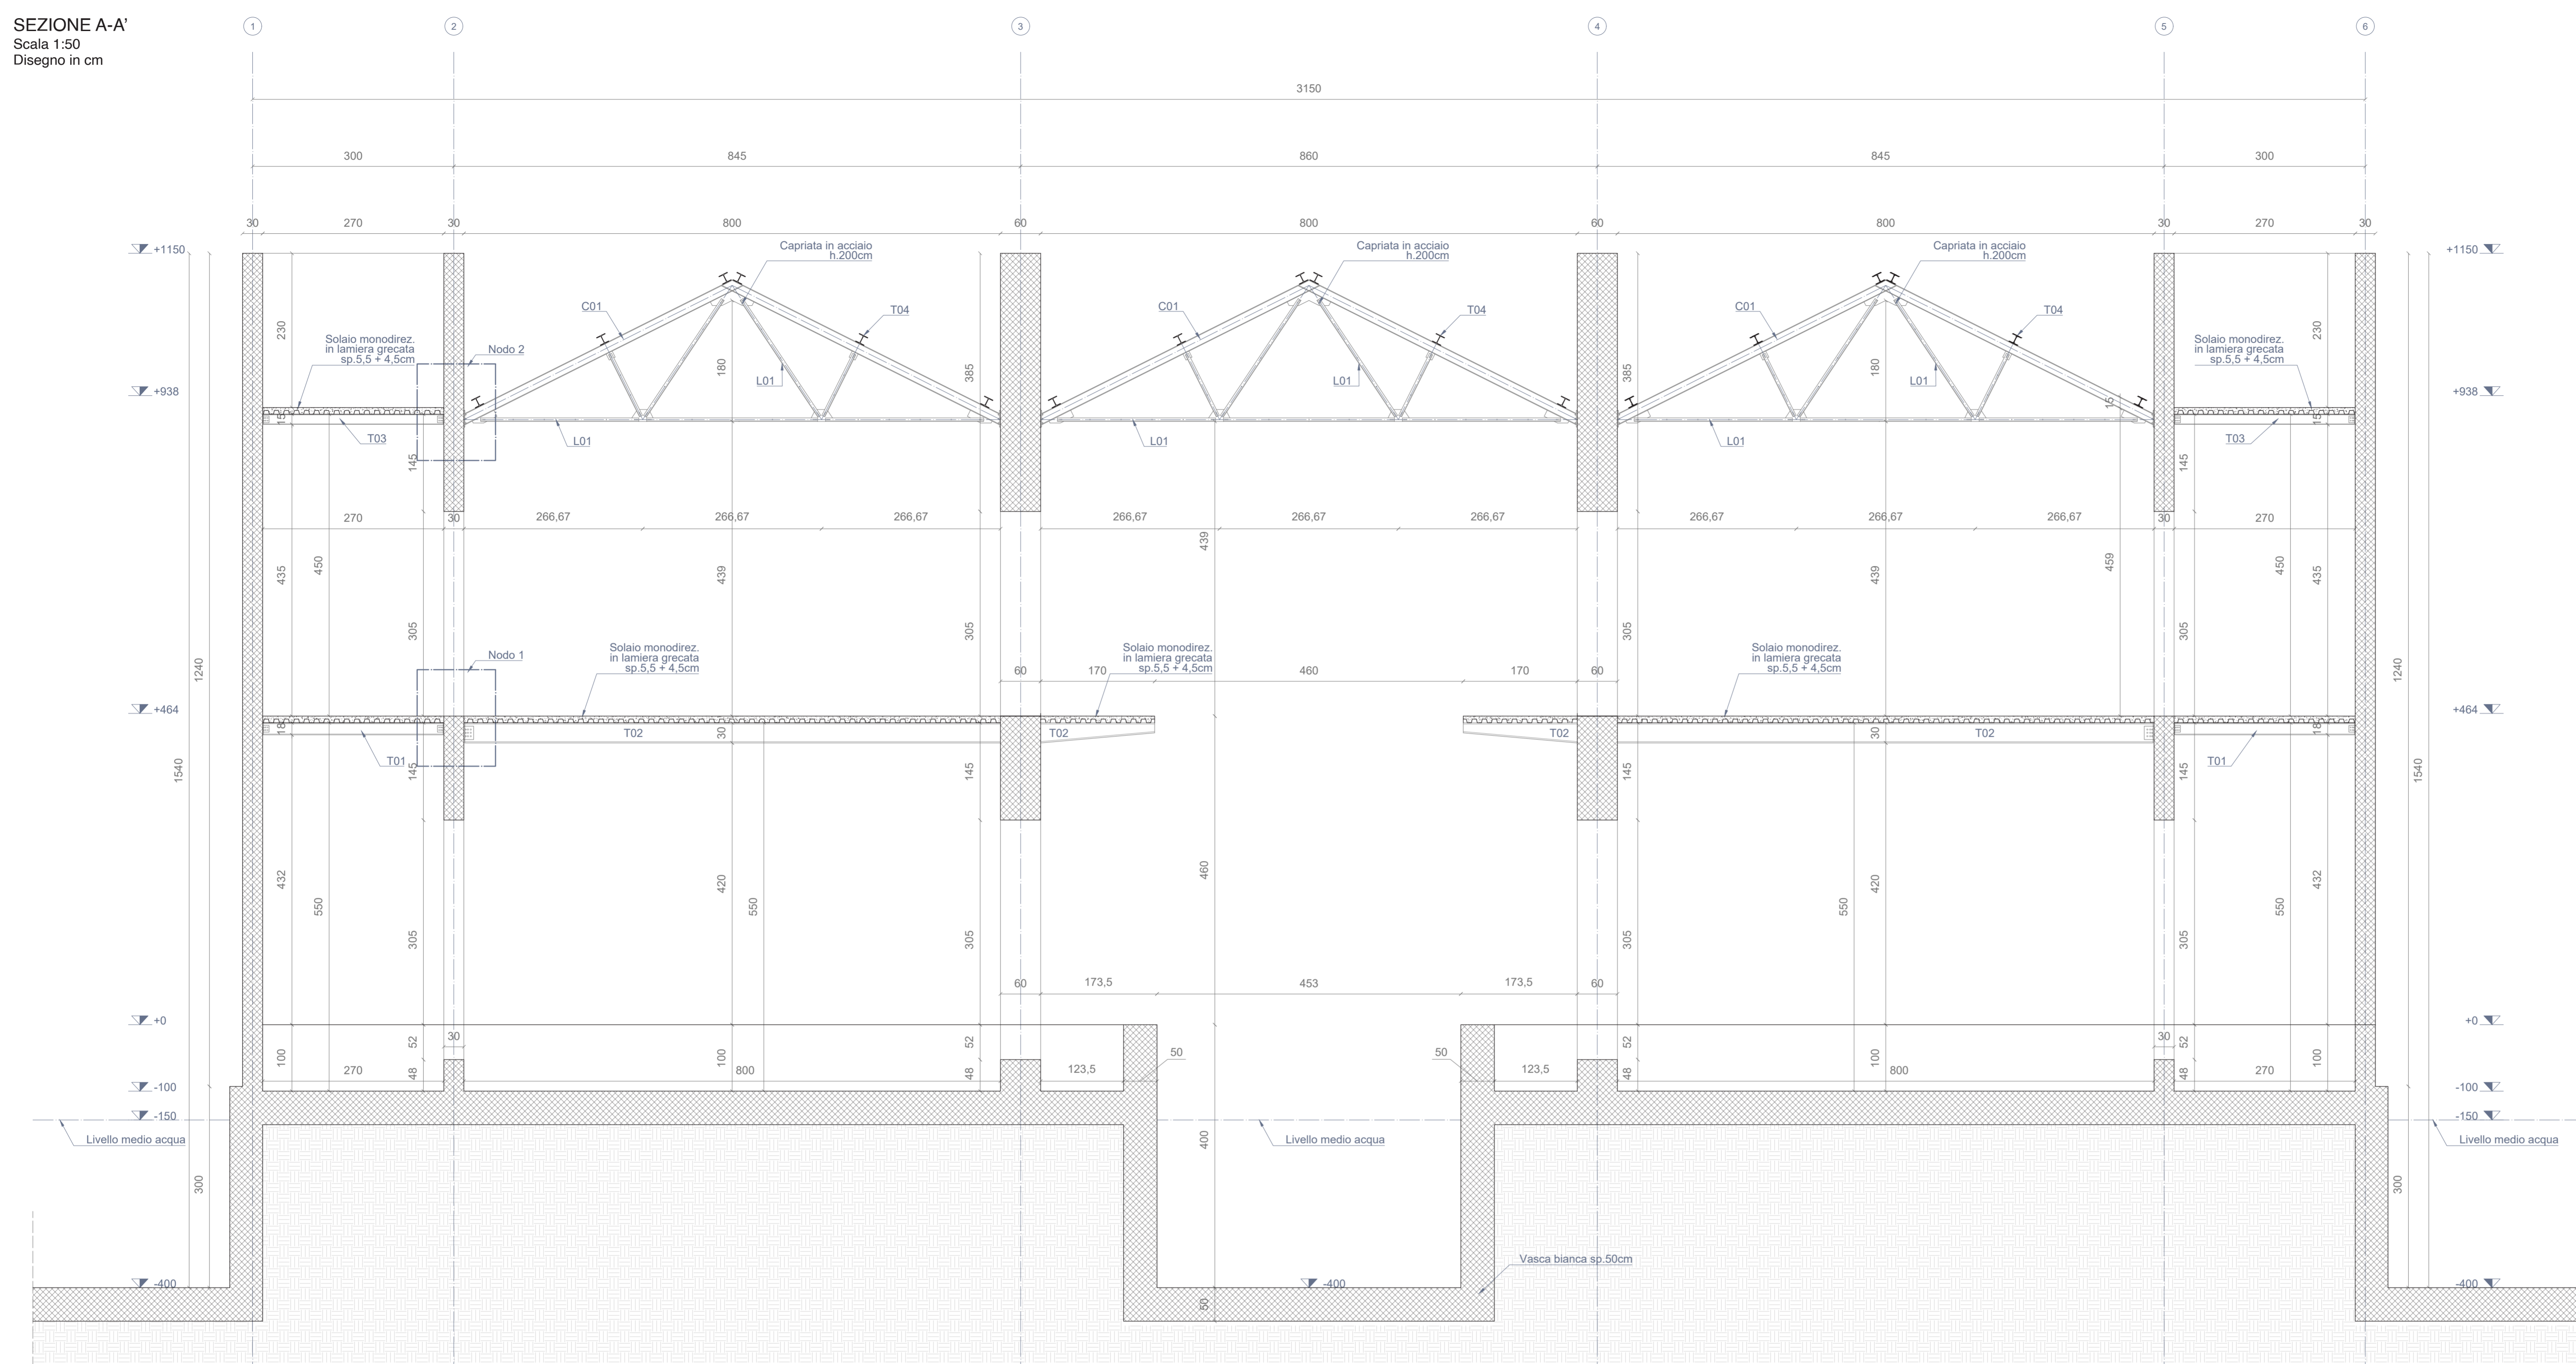 SEZIONE A-A’
Scala 1:50
Disegno in cm
1 2 3 4 5 6
3150
300 845 860 845 300
30 270 30 800 60 800 60 800 30 270 30
+1150 +1150
Capriata in acciaio
h.200cm
Capriata in acciaio
h.200cm
Capriata in acciaio
h.200cm
C01 T04 C01 T04 C01 T04
230 230
Solaio monodirez.
in lamiera grecata
sp.5,5 + 4,5cm
Nodo 2
Solaio monodirez.
in lamiera grecata
sp.5,5 + 4,5cm
180 385 385 180
L01 L01 L01
+938 +938
15 15 15
T03 L01 L01 L01 T03
145 145
270 30 266,67 266,67 266,67 266,67 266,67 266,67 266,67 266,67 266,67 30 270
435 450 439 439 439 459 450 435
305 305 305 305
1240 1240
Nodo 1
Solaio monodirez.
in lamiera grecata
sp.5,5 + 4,5cm
Solaio monodirez.
in lamiera grecata
sp.5,5 + 4,5cm
Solaio monodirez.
in lamiera grecata
sp.5,5 + 4,5cm
60 170 460 170 60
+464 +464
18 T02 30 T02 T02 30 T02 18
T01 T01
145 145 145 145
1540 1540
432 550 420 550 460 550 420 550 432
305 305 305 305
60 173,5 453 173,5 60
+0 +0
30 30
52 52 52 52
100 100 50 50 100 100
270 48 800 48 123,5 123,5 48 800 48 270
-100 -100
-150 -150
Livello medio acqua Livello medio acqua Livello medio acqua
400
300 300
Vasca bianca sp.50cm
-400 -400 -400
50